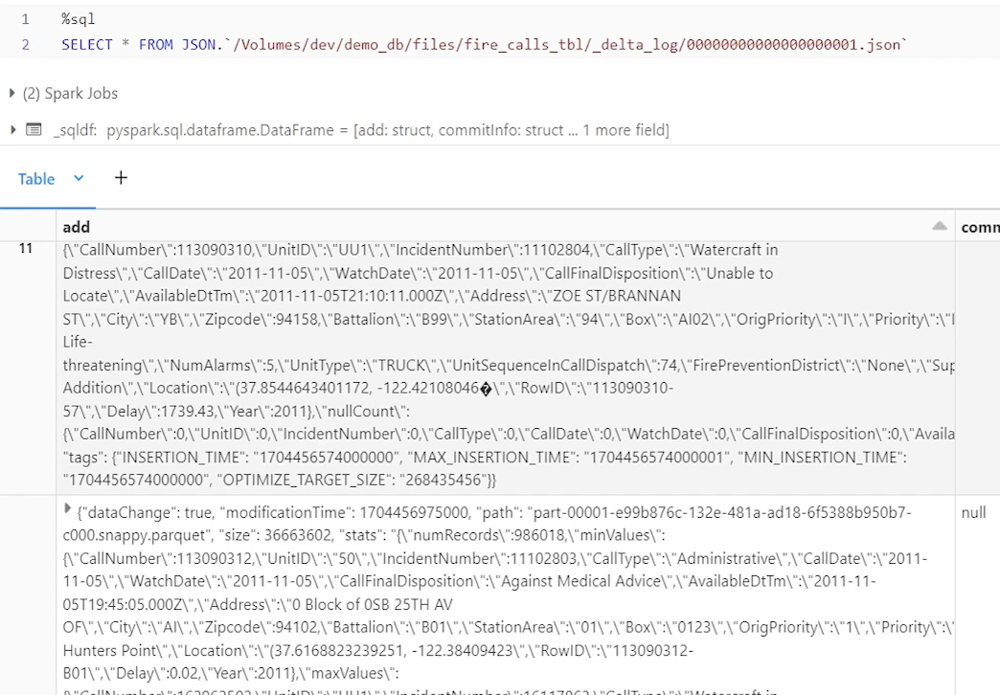 1 %sql
2 SELECT * FROM JSON.`/Volumes/dev/demo_db/files/fire_calls_tbl/_delta_log/00000000000000000001.json`
(2) Spark Jobs
_sqldf: pyspark.sql.dataframe.DataFrame = [add: struct, commitInfo: struct ... 1 more field]
Table +
add comm
11 {\"CallNumber\":113090310,\"UnitID\":\"UU1\",\"IncidentNumber\":11102804,\"CallType\":\"Watercraft in
Distress\",\"CallDate\":\"2011-11-05\",\"WatchDate\":\"2011-11-05\",\"CallFinalDisposition\":\"Unable to
Locate\",\"AvailableDtTm\":\"2011-11-05T21:10:11.000Z\",\"Address\":\"ZOE ST/BRANNAN
ST\",\"City\":\"YB\",\"Zipcode\":94158,\"Battalion\":\"B99\",\"StationArea\":\"94\",\"Box\":\"AI02\",\"OrigPriority\":\"I\",\"Priority\":\"I
Life-
threatening\",\"NumAlarms\":5,\"UnitType\":\"TRUCK\",\"UnitSequenceInCallDispatch\":74,\"FirePreventionDistrict\":\"None\",\"Sup
Addition\",\"Location\":\"(37.8544643401172, -122.42108046�\",\"RowID\":\"113090310-
57\",\"Delay\":1739.43,\"Year\":2011},\"nullCount\":
{\"CallNumber\":0,\"UnitID\":0,\"IncidentNumber\":0,\"CallType\":0,\"CallDate\":0,\"WatchDate\":0,\"CallFinalDisposition\":0,\"Availa
"tags": {"INSERTION_TIME": "1704456574000000", "MAX_INSERTION_TIME": "1704456574000001", "MIN_INSERTION_TIME":
"1704456574000000", "OPTIMIZE_TARGET_SIZE": "268435456"}}
{"dataChange": true, "modificationTime": 1704456975000, "path": "part-00001-e99b876c-132e-481a-ad18-6f5388b950b7- null
c000.snappy.parquet", "size": 36663602, "stats": "{\"numRecords\":986018,\"minValues\":
{\"CallNumber\":113090312,\"UnitID\":\"50\",\"IncidentNumber\":11102803,\"CallType\":\"Administrative\",\"CallDate\":\"2011-
11-05\",\"WatchDate\":\"2011-11-05\",\"CallFinalDisposition\":\"Against Medical Advice\",\"AvailableDtTm\":\"2011-11-
05T19:45:05.000Z\",\"Address\":\"0 Block of 0SB 25TH AV
OF\",\"City\":\"AI\",\"Zipcode\":94102,\"Battalion\":\"B01\",\"StationArea\":\"01\",\"Box\":\"0123\",\"OrigPriority\":\"1\",\"Priority\":\"
Hunters Point\",\"Location\":\"(37.6168823239251, -122.38409423\",\"RowID\":\"113090312-
B01\",\"Delay\":0.02,\"Year\":2011},\"maxValues\":